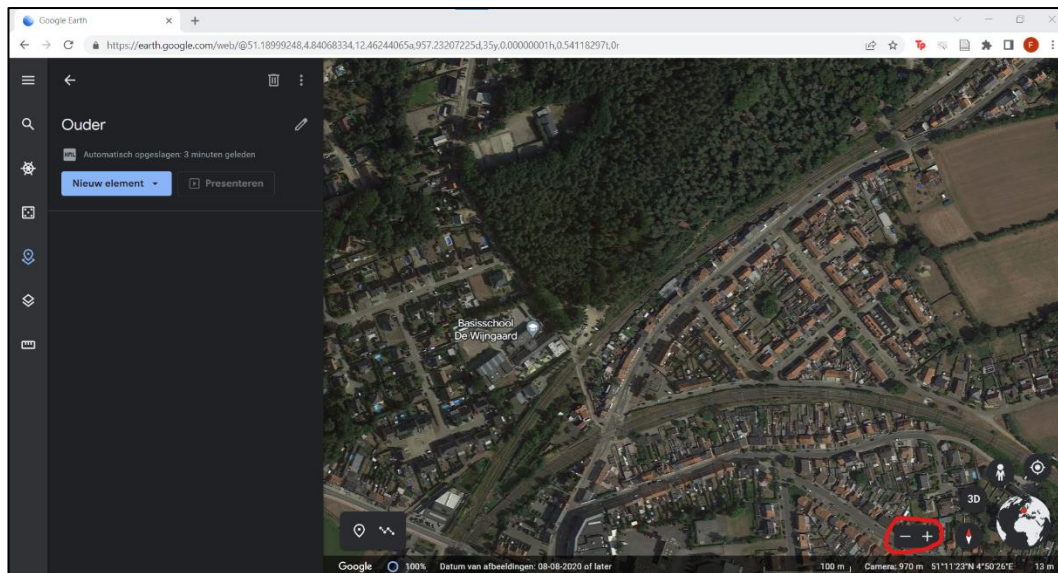 Google Earth
https://earth.google.com/web/@51.18999248,4.84068334,12.46244065a,957.23207225d,35y,0.00000001h,0.54118297t,0r
Tp
F
Ouder
KML Automatisch opgeslagen: 3 minuten geleden
Nieuw element
Presenteren
Basisschool
De Wijngaard
3D
Google 100% Datum van afbeeldingen: 08-08-2020 of later 100 m Camera: 970 m 51°11'23"N 4°50'26"E 13 m